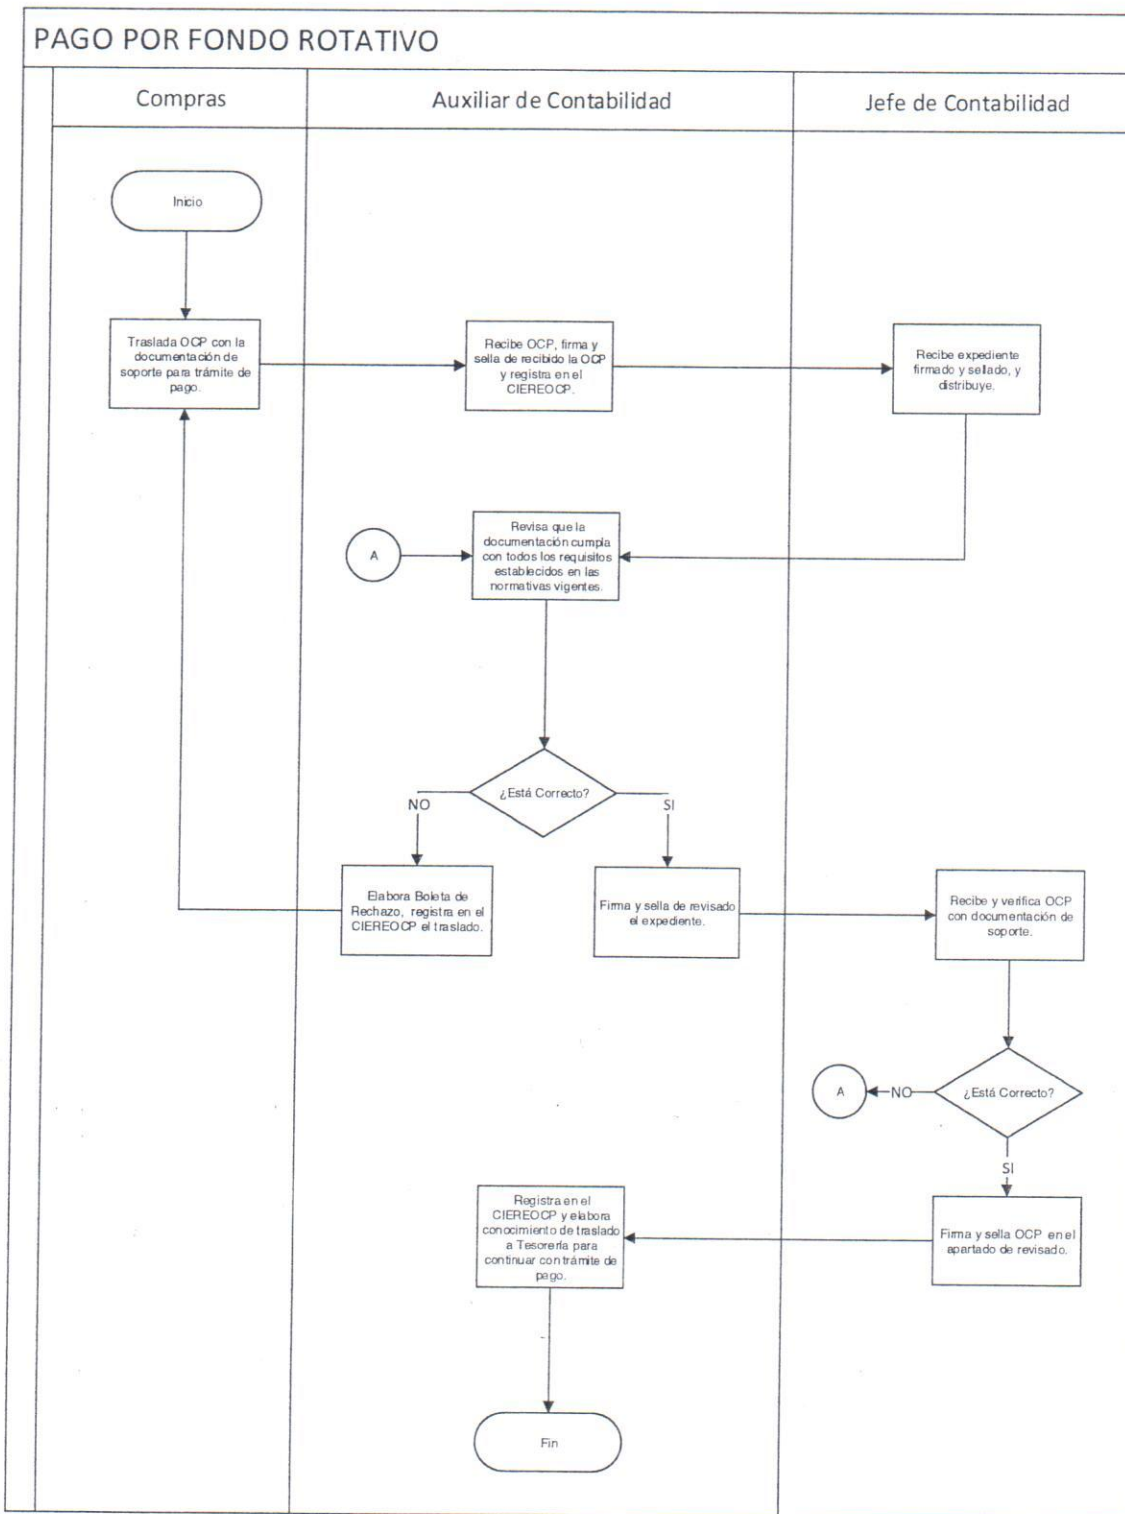 PAGO POR FONDO ROTATIVO
Compras
Auxiliar de Contabilidad
Jefe de Contabilidad
Inicio
Traslada OCP con la
documentación de
soporte para trámite de
pago.
Recibe OCP, firma y
sella de recibido la OCP
y registra en el
CIEREOCP.
Recibe expediente
firmado y sellado, y
distribuye.
A
Revisa que la
documentación cumpla
con todos los requisitos
establecidos en las
normativas vigentes.
¿Está Correcto?
NO
SI
Elabora Boleta de
Rechazo, registra en el
CIEREOCP el traslado.
Firma y sella de revisado
el expediente.
Recibe y verifica OCP
con documentación de
soporte.
A
NO
¿Está Correcto?
SI
Registra en el
CIEREOCP y elabora
conocimiento de traslado
a Tesorería para
continuar con trámite de
pago.
Firma y sella OCP en el
apartado de revisado.
Fin